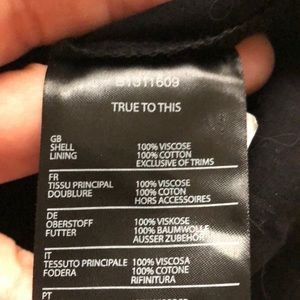 B1311609
TRUE TO THIS
GB
SHELL 100% VISCOSE
LINING 100% COTTON
EXCLUSIVE OF TRIMS
FR
TISSU PRINCIPAL 100% VISCOSE
DOUBLURE 100% COTON
HORS ACCESSOIRES
DE
OBERSTOFF 100% VISKOSE
FUTTER 100% BAUMWOLLE
AUSSER ZUBEHÖR
IT
TESSUTO PRINCIPALE 100% VISCOSA
FODERA 100% COTONE
RIFINITURA
PT